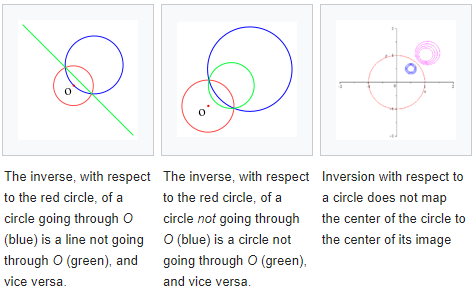 O
O
The inverse, with respect
to the red circle, of a
circle going through O
(blue) is a line not going
through O (green), and
vice versa.
The inverse, with respect
to the red circle, of a
circle not going through
O (blue) is a circle not
going through O (green),
and vice versa.
Inversion with respect to
a circle does not map
the center of the circle to
the center of its image